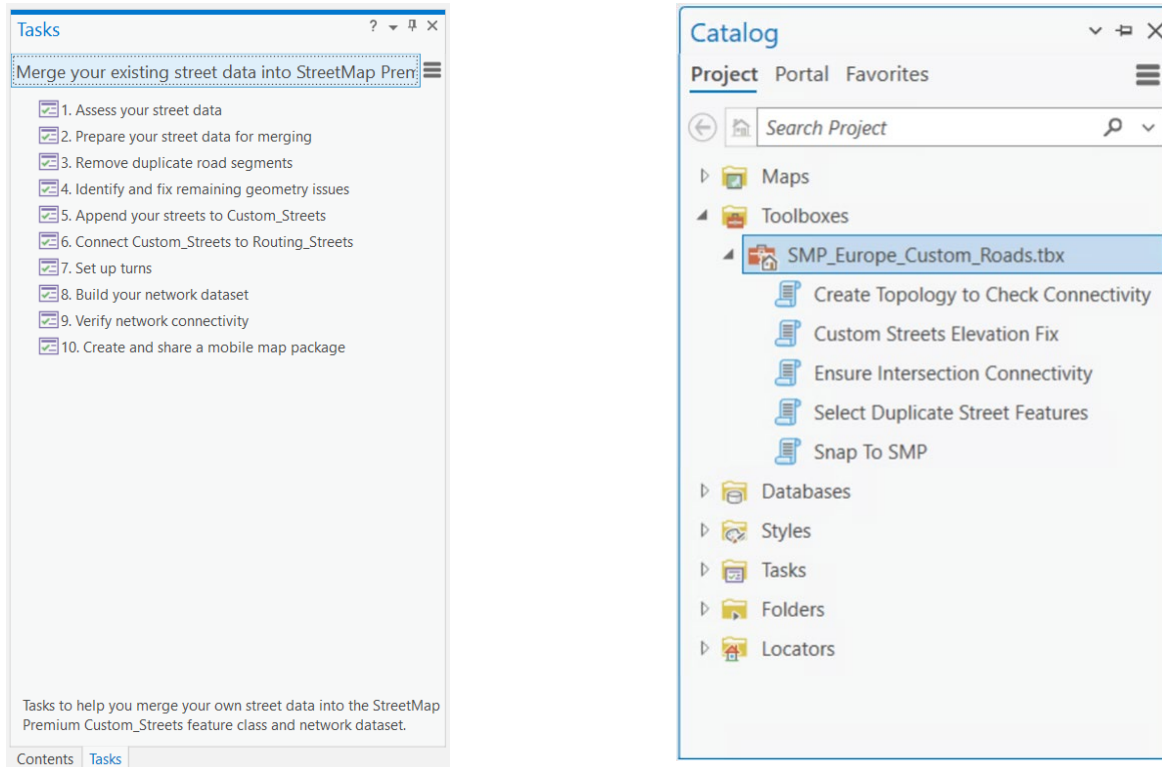 Tasks
Merge your existing street data into StreetMap Prem
1. Assess your street data
2. Prepare your street data for merging
3. Remove duplicate road segments
4. Identify and fix remaining geometry issues
5. Append your streets to Custom_Streets
6. Connect Custom_Streets to Routing_Streets
7. Set up turns
8. Build your network dataset
9. Verify network connectivity
10. Create and share a mobile map package
Tasks to help you merge your own street data into the StreetMap
Premium Custom_Streets feature class and network dataset.
Contents Tasks
Catalog
Project Portal Favorites
Search Project
Maps
Toolboxes
SMP_Europe_Custom_Roads.tbx
Create Topology to Check Connectivity
Custom Streets Elevation Fix
Ensure Intersection Connectivity
Select Duplicate Street Features
Snap To SMP
Databases
Styles
Tasks
Folders
Locators